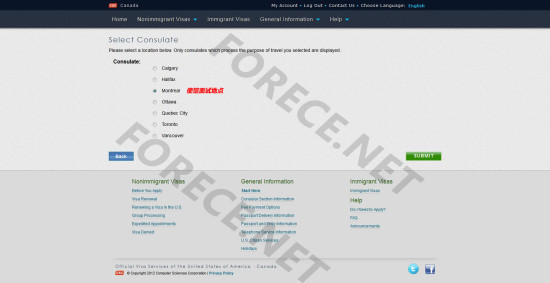 Canada
My Account • Log Out • Contact Us • Choose Language: English
Home Nonimmigrant Visas Immigrant Visas General Information Help
Select Consulate
Please select a location below. Only consulates which process the purpose of travel you selected are displayed.
Consulate:
Calgary
Halifax
Montreal 使馆面试地点
Ottawa
Quebec City
Toronto
Vancouver
Back
SUBMIT
FORECE.NET
FORECE.NET
Nonimmigrant Visas
Before You Apply
Visa Renewal
Renewing a Visa in the U.S.
Group Processing
Expedited Appointments
Visa Denied
General Information
Start Here
Consular Section Information
Fee Payment Options
Passport Delivery Information
Passport and Visa Information
Telephone Service Information
U.S. Citizen Services
Holidays
Immigrant Visas
Immigrant Visas
Help
Do I Need to Apply?
FAQ
Announcements
Official Visa Services of the United States of America - Canada
© Copyright 2012 Computer Sciences Corporation | Privacy Policy